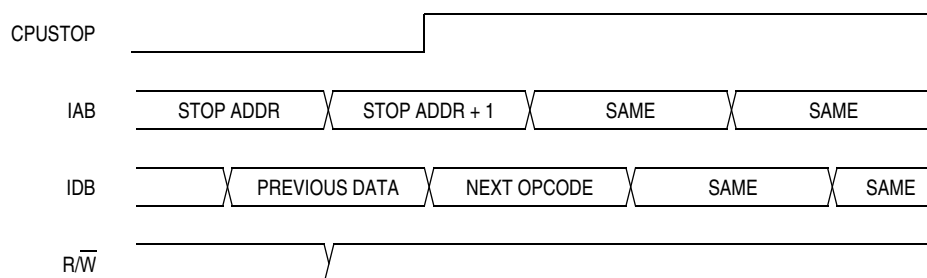 CPUSTOP
IAB STOP ADDR STOP ADDR + 1 SAME SAME
IDB PREVIOUS DATA NEXT OPCODE SAME SAME
R/W̅